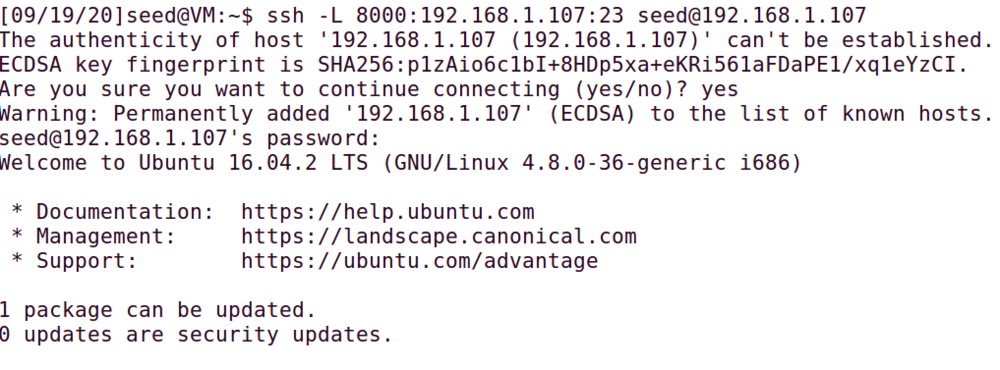 [09/19/20]seed@VM:~$ ssh -L 8000:192.168.1.107:23 seed@192.168.1.107
The authenticity of host '192.168.1.107 (192.168.1.107)' can't be established.
ECDSA key fingerprint is SHA256:p1zAio6c1bI+8HDp5xa+eKRi561aFDaPE1/xq1eYzCI.
Are you sure you want to continue connecting (yes/no)? yes
Warning: Permanently added '192.168.1.107' (ECDSA) to the list of known hosts.
seed@192.168.1.107's password:
Welcome to Ubuntu 16.04.2 LTS (GNU/Linux 4.8.0-36-generic i686)
* Documentation:  https://help.ubuntu.com
* Management:     https://landscape.canonical.com
* Support:        https://ubuntu.com/advantage
1 package can be updated.
0 updates are security updates.